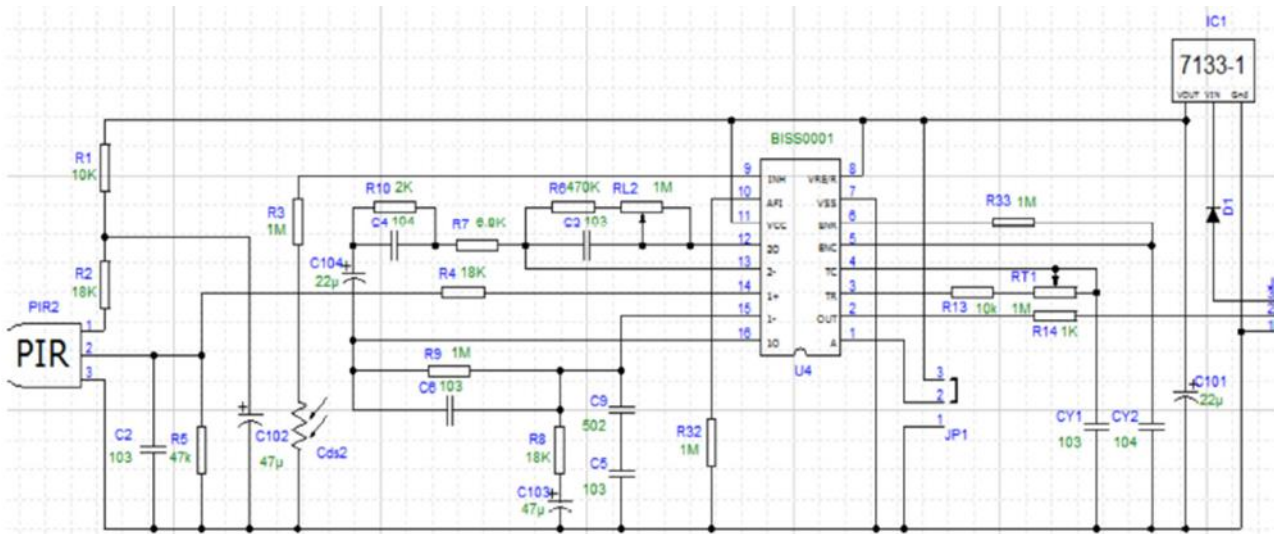 IC1
7133-1
VOUT VIN Gnd
BISS0001
R1
10K
9 INH VRE/R 8
R10 2K
R6 470K RL2 1M
10 7
VSS
R3
1M
C4 104
R7
C3 103
11 VCC 6
R33 1M
D1
12 2O 5
C104
22μ
13 2- TC 4
R2
18K
R4 18K
14 1+ TR 3
RT1
PIR2
R13 10k 1M
15 1- OUT 2
R14 1K
1
2
3
PIR
16 1O A 1
R9 1M
C6 103
U4
3
2
1
JP1
C101
22μ
C9
502
C2
103
R5
47k
C102
47μ
Cds2
R8
18K
R32
1M
CY1
103
CY2
104
C5
103
C103
47μ